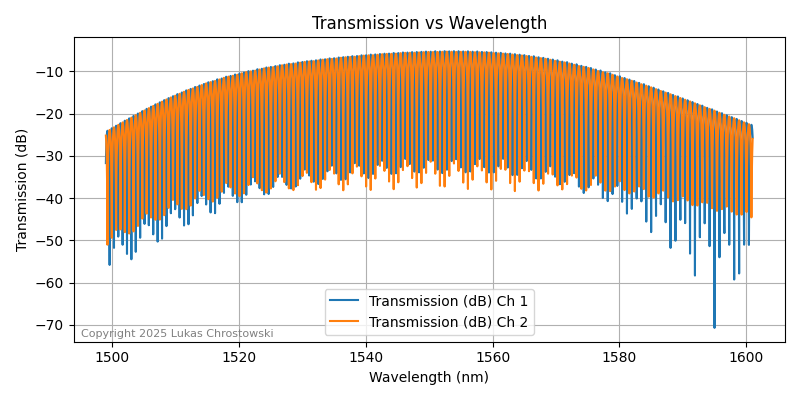 Transmission vs Wavelength
Transmission (dB)
−10
−20
−30
−40
−50
−60
−70
Transmission (dB) Ch 1
Transmission (dB) Ch 2
Copyright 2025 Lukas Chrostowski
1500 1520 1540 1560 1580 1600
Wavelength (nm)